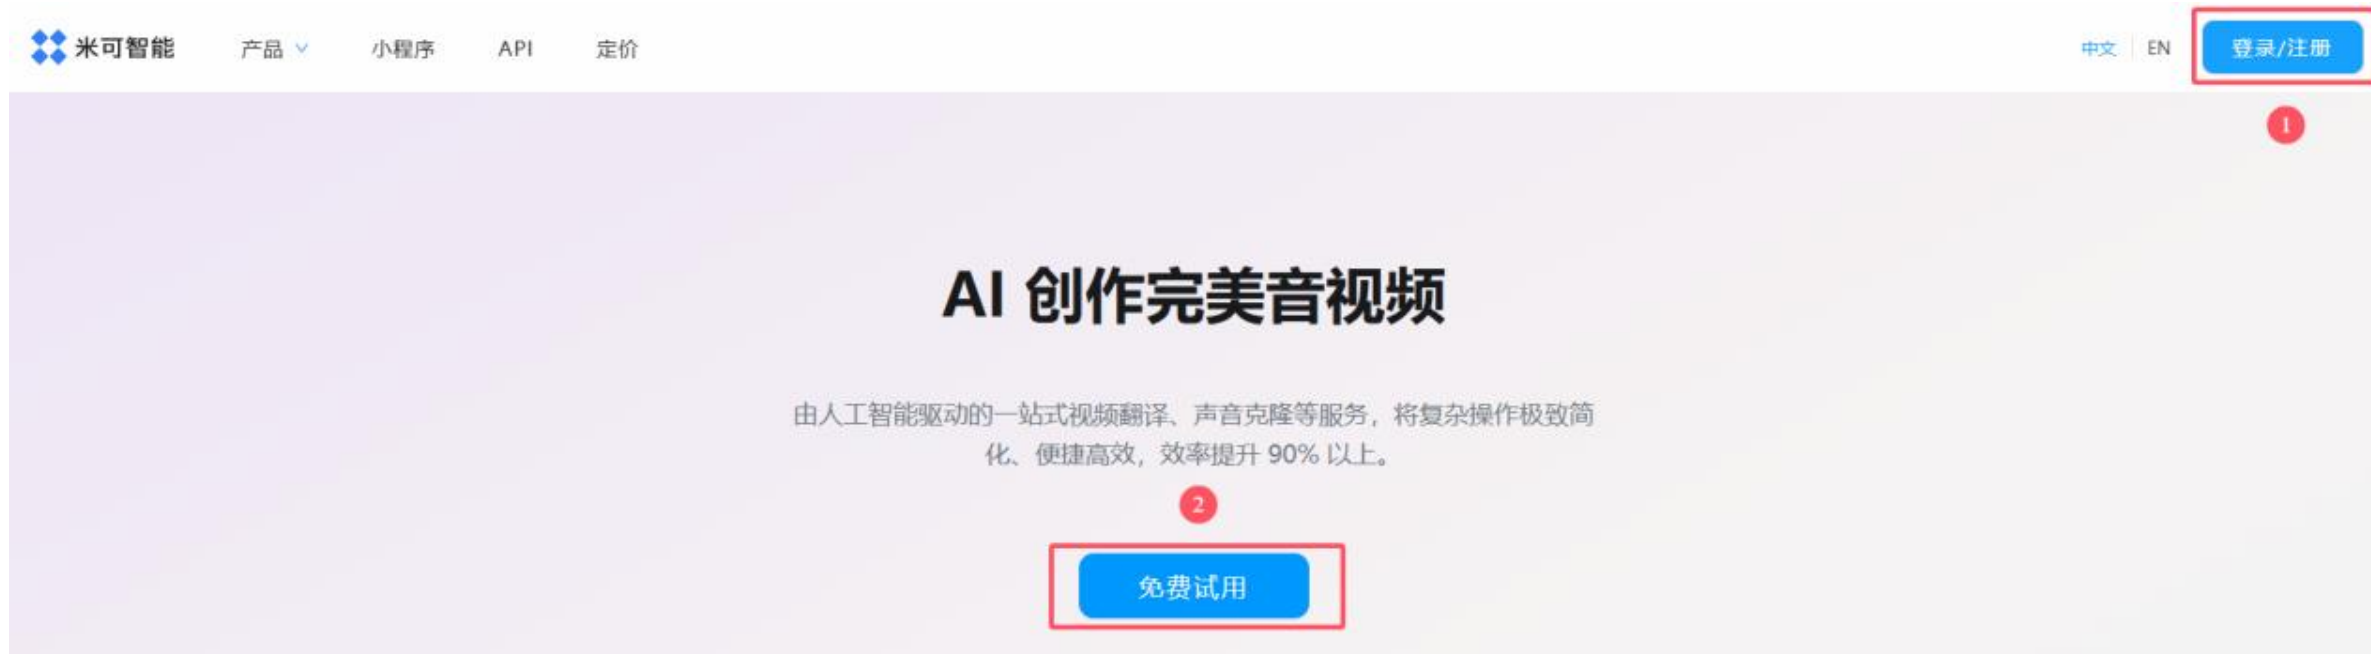 米可智能 产品 小程序 API 定价 中文 EN 登录/注册
1
AI 创作完美音视频
由人工智能驱动的一站式视频翻译、声音克隆等服务，将复杂操作极致简
化、便捷高效，效率提升 90% 以上。
2
免费试用